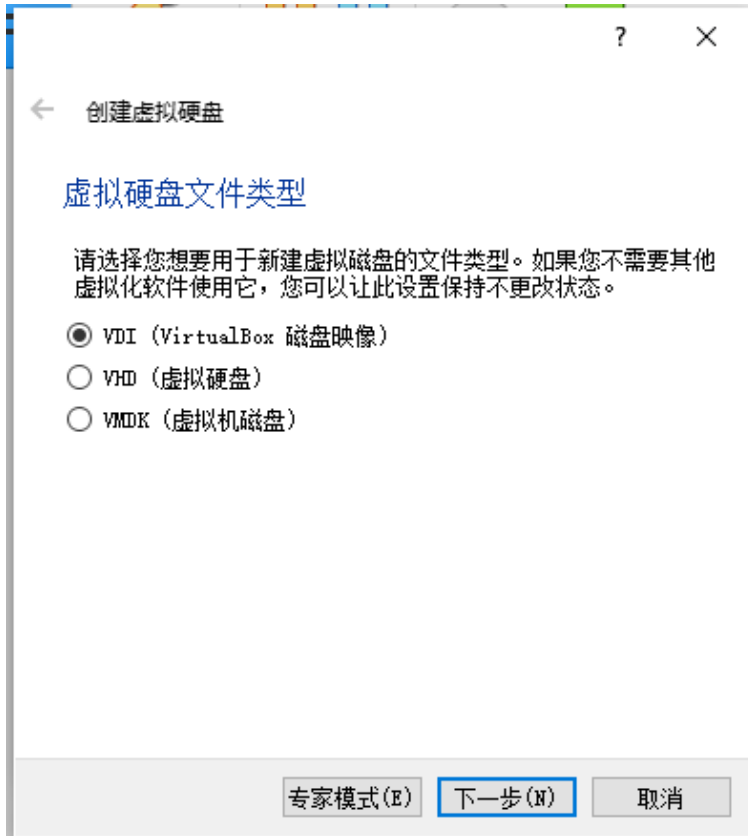 ?
创建虚拟硬盘
虚拟硬盘文件类型
请选择您想要用于新建虚拟磁盘的文件类型。如果您不需要其他
虚拟化软件使用它，您可以让此设置保持不更改状态。
VDI (VirtualBox 磁盘映像)
VHD (虚拟硬盘)
VMDK (虚拟机磁盘)
专家模式(E) 下一步(N) 取消